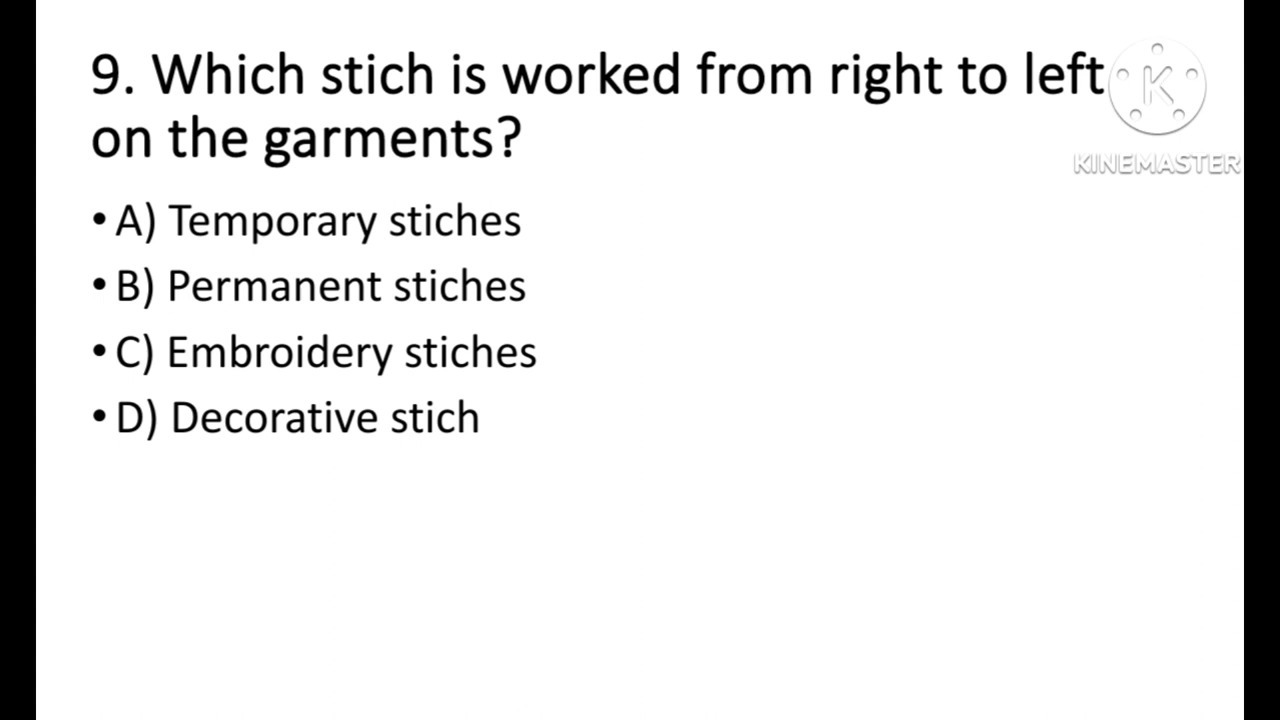 9. Which stich is worked from right to left
on the garments?
K
KINEMASTER
• A) Temporary stiches
• B) Permanent stiches
• C) Embroidery stiches
• D) Decorative stich